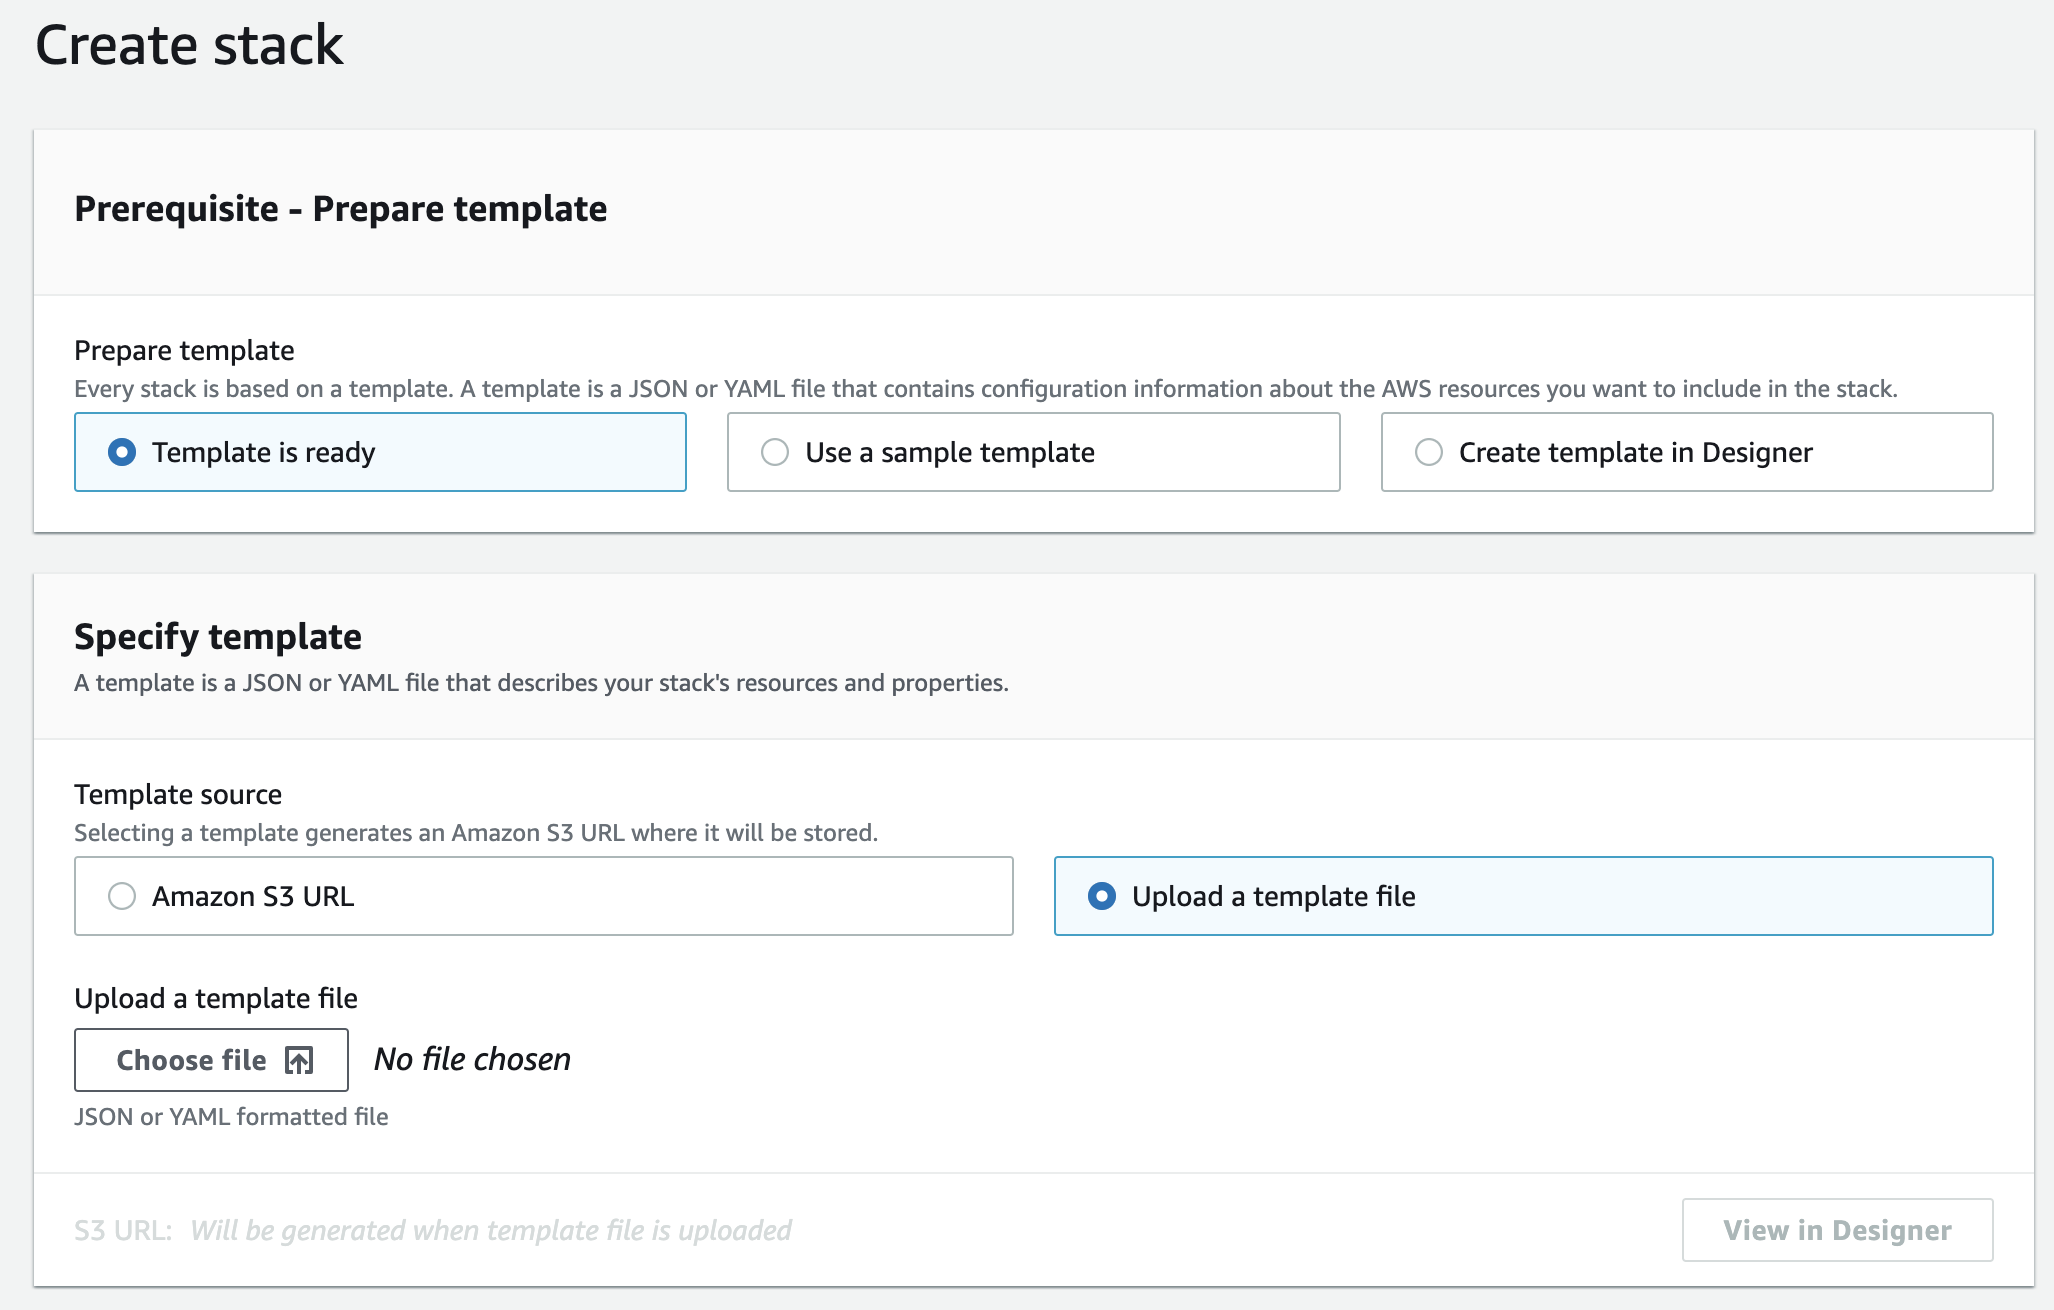 Create stack
Prerequisite - Prepare template
Prepare template
Every stack is based on a template. A template is a JSON or YAML file that contains configuration information about the AWS resources you want to include in the stack.
Template is ready
Use a sample template
Create template in Designer
Specify template
A template is a JSON or YAML file that describes your stack's resources and properties.
Template source
Selecting a template generates an Amazon S3 URL where it will be stored.
Amazon S3 URL
Upload a template file
Upload a template file
Choose file
No file chosen
JSON or YAML formatted file
S3 URL: Will be generated when template file is uploaded
View in Designer